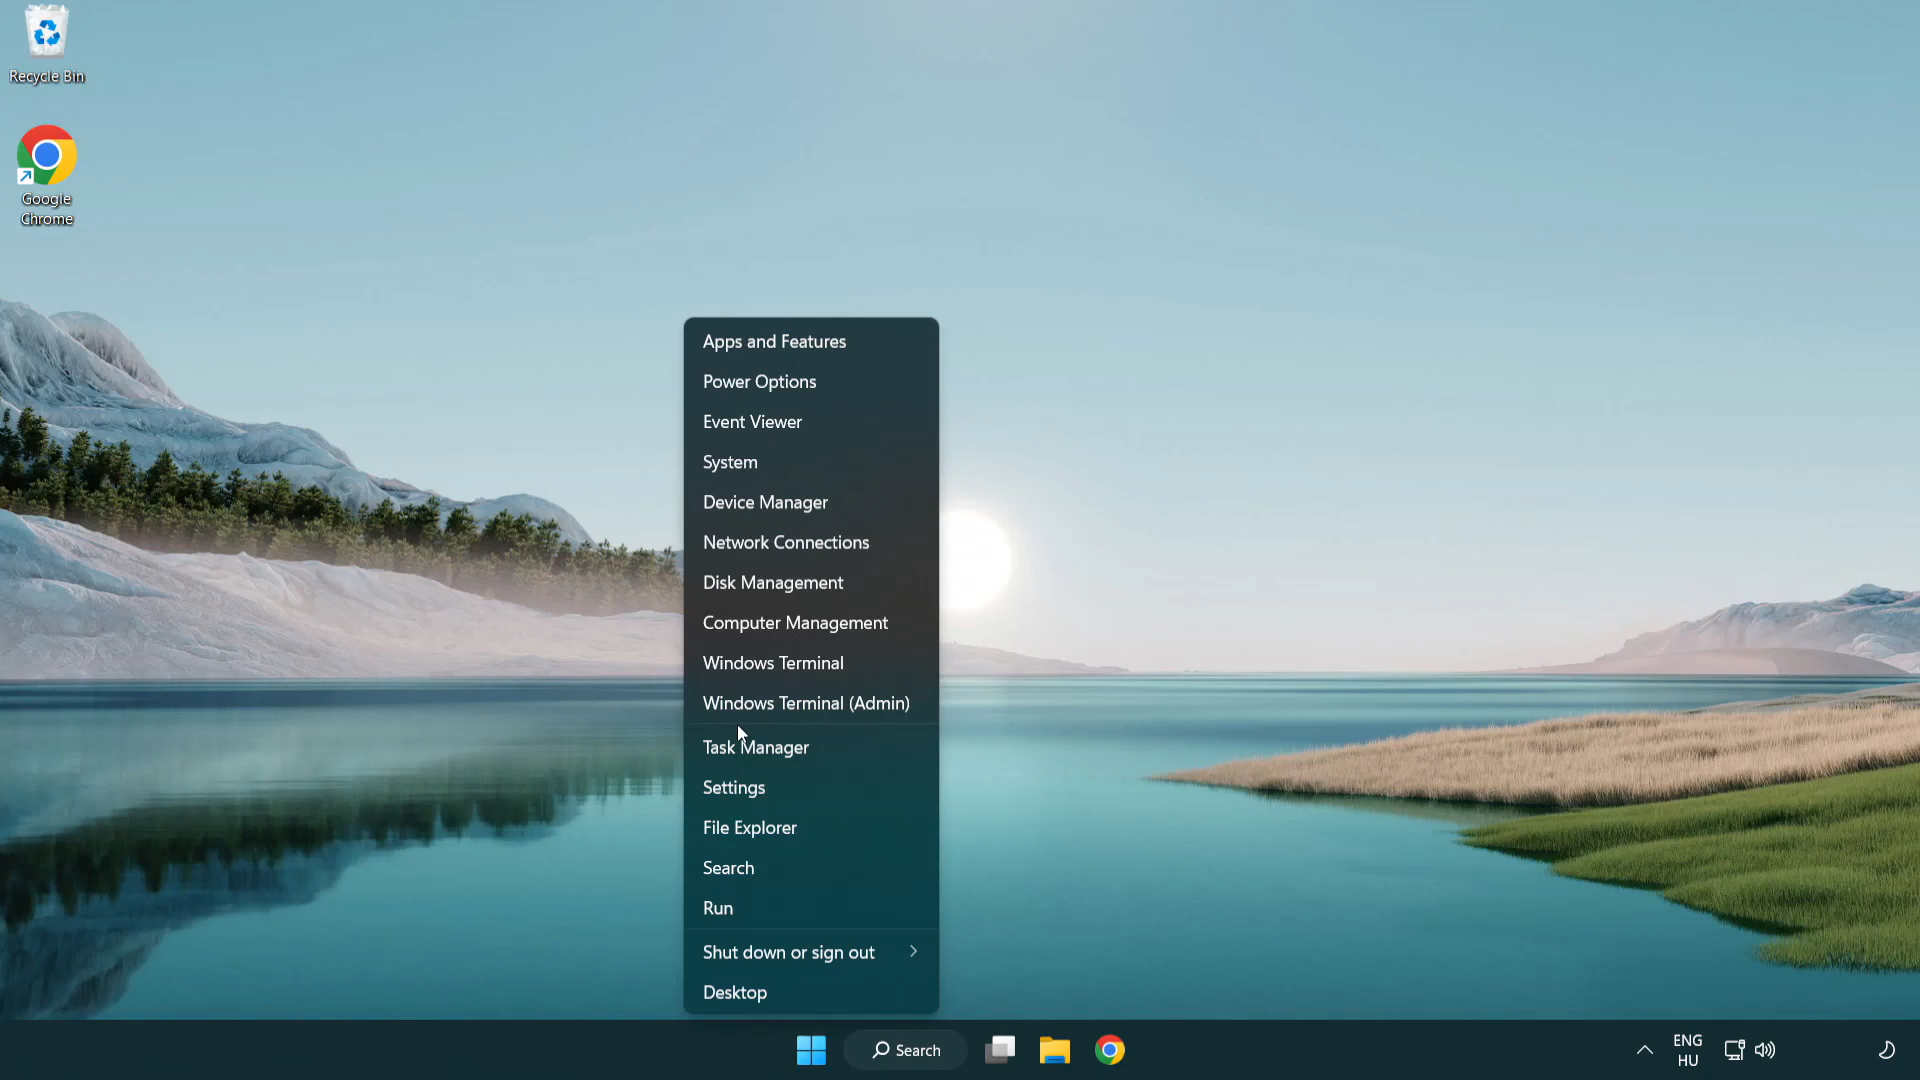 Recycle Bin
Google
Chrome
Apps and Features
Power Options
Event Viewer
System
Device Manager
Network Connections
Disk Management
Computer Management
Windows Terminal
Windows Terminal (Admin)
Task Manager
Settings
File Explorer
Search
Run
Shut down or sign out
Desktop
Search
ENG
HU